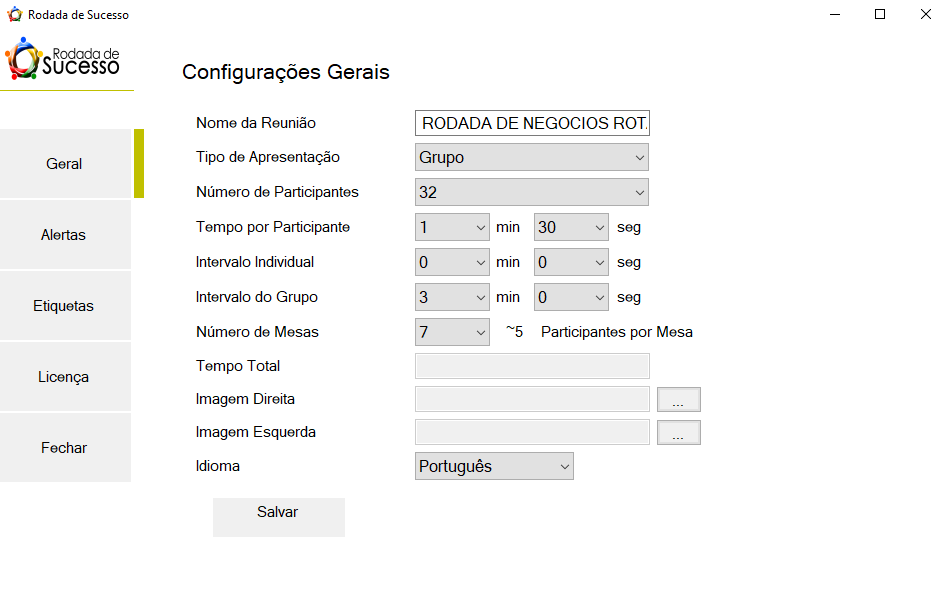 Rodada de Sucesso
Rodada de
Sucesso
Configurações Gerais
Geral
Alertas
Etiquetas
Licença
Fechar
Nome da Reunião RODADA DE NEGOCIOS ROT
Tipo de Apresentação Grupo
Número de Participantes 32
Tempo por Participante 1 min 30 seg
Intervalo Individual 0 min 0 seg
Intervalo do Grupo 3 min 0 seg
Número de Mesas 7 ~5 Participantes por Mesa
Tempo Total
Imagem Direita ...
Imagem Esquerda ...
Idioma Português
Salvar